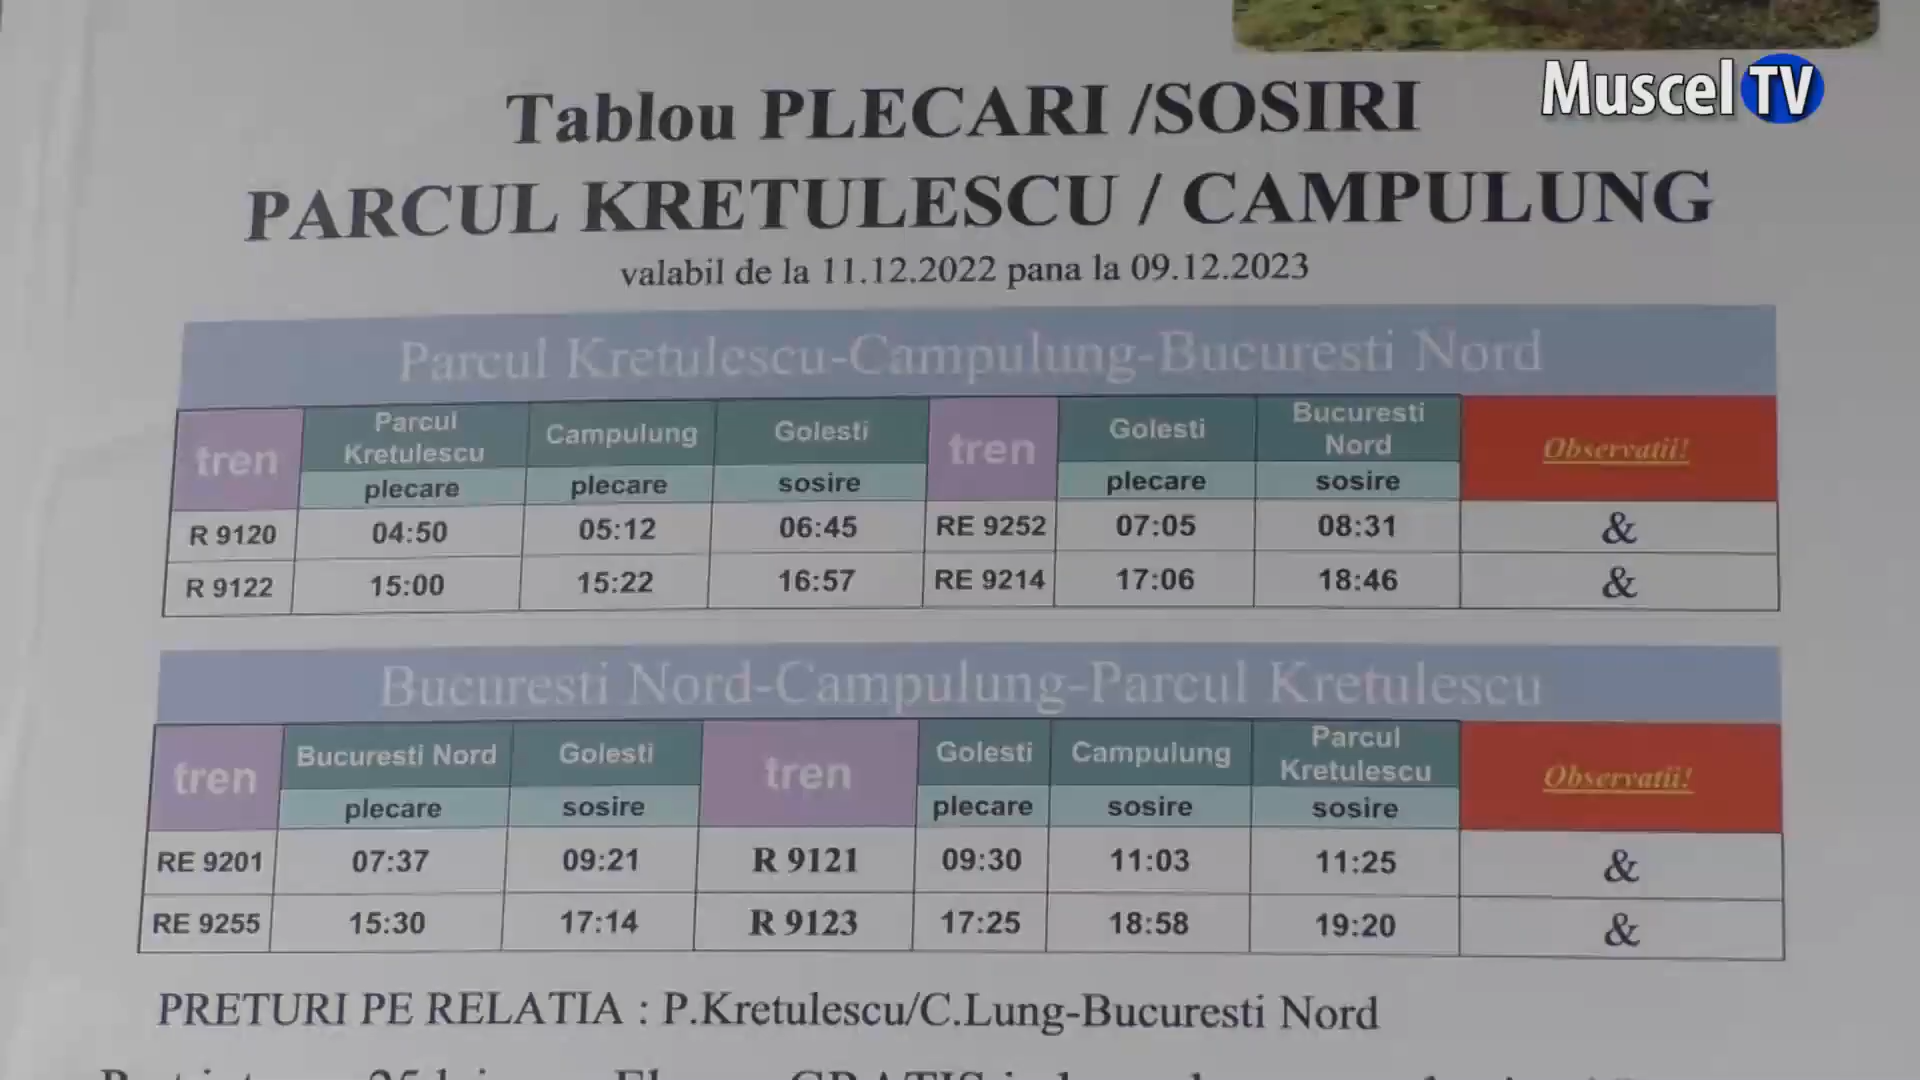 Muscel TV
Tablou PLECARI /SOSIRI
PARCUL KRETULESCU / CAMPULUNG
valabil de la 11.12.2022 pana la 09.12.2023
Parcul Kretulescu-Campulung-Bucuresti Nord
tren Parcul Kretulescu Campulung Golesti tren Golesti Bucuresti Nord Observatii!
plecare plecare sosire plecare sosire
R 9120 04:50 05:12 06:45 RE 9252 07:05 08:31 &
R 9122 15:00 15:22 16:57 RE 9214 17:06 18:46 &
Bucuresti Nord-Campulung-Parcul Kretulescu
tren Bucuresti Nord Golesti tren Golesti Campulung Parcul Kretulescu Observatii!
plecare sosire plecare sosire sosire
RE 9201 07:37 09:21 R 9121 09:30 11:03 11:25 &
RE 9255 15:30 17:14 R 9123 17:25 18:58 19:20 &
PRETURI PE RELATIA : P.Kretulescu/C.Lung-Bucuresti Nord